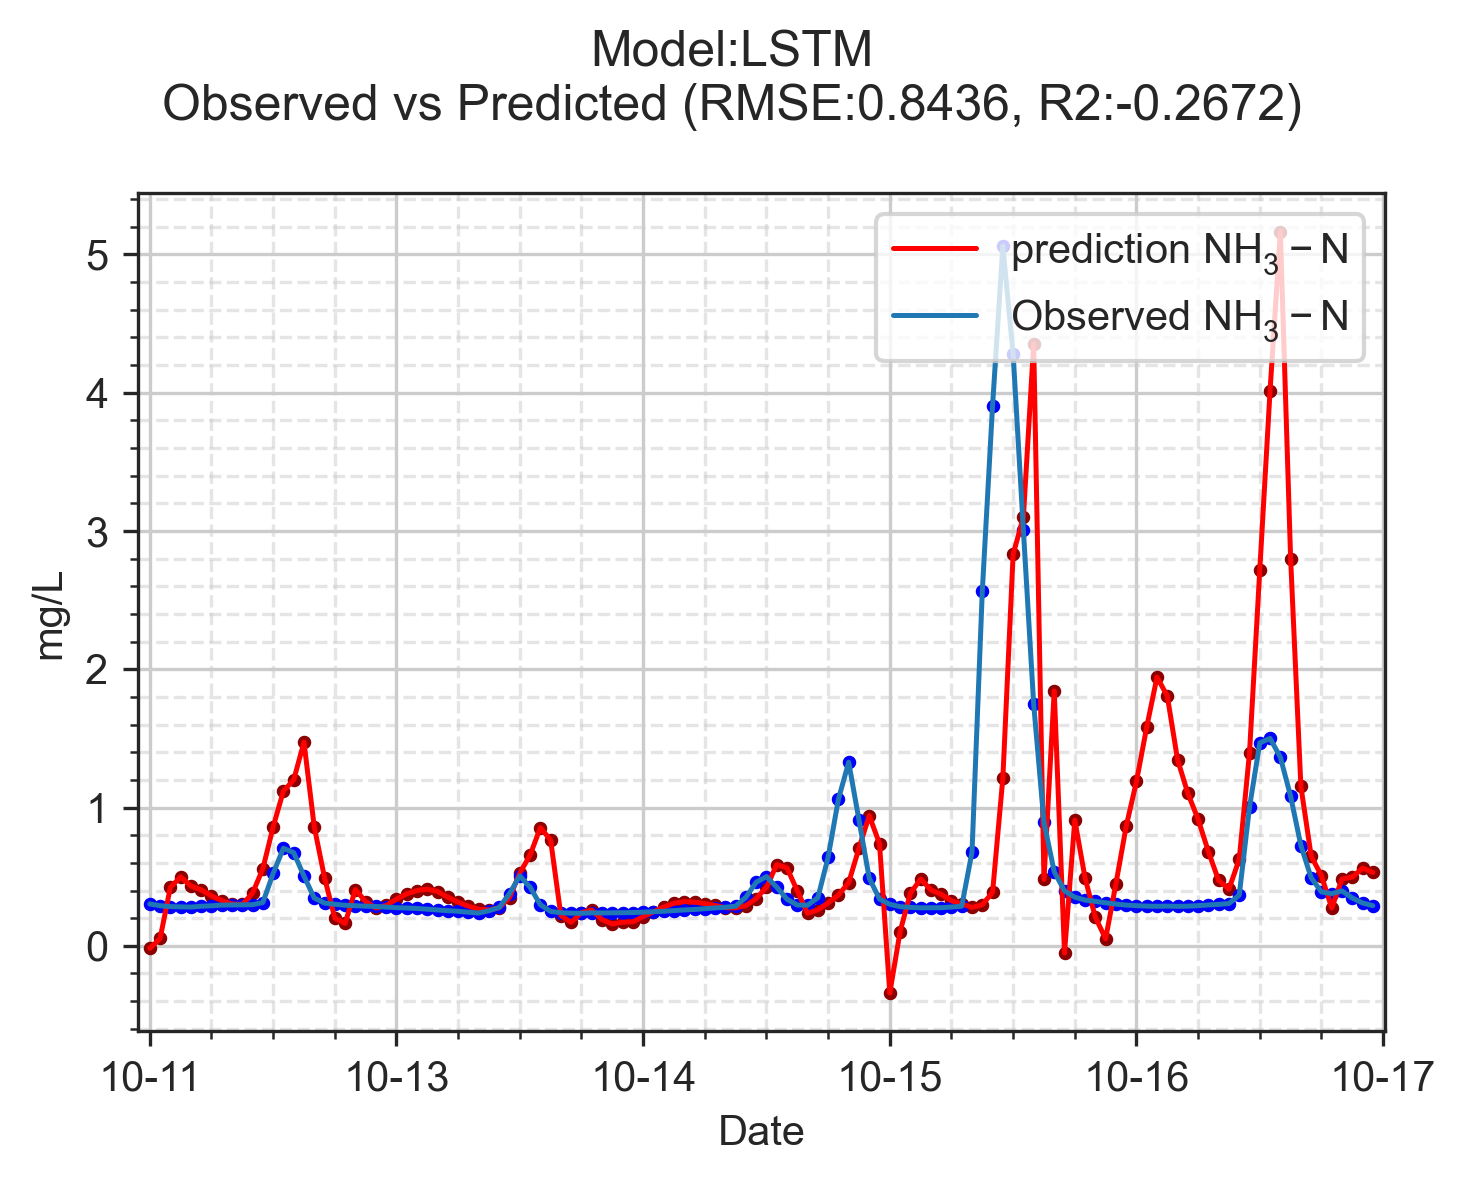 Model:LSTM
Observed vs Predicted (RMSE:0.8436, R2:-0.2672)
prediction NH₃ − N
Observed NH₃ − N
mg/L
5
4
3
2
1
0
10-11 10-13 10-14 10-15 10-16 10-17
Date